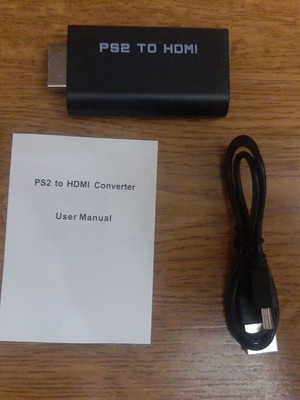 PS2 TO HDMI
PS2 to HDMI Converter
User Manual